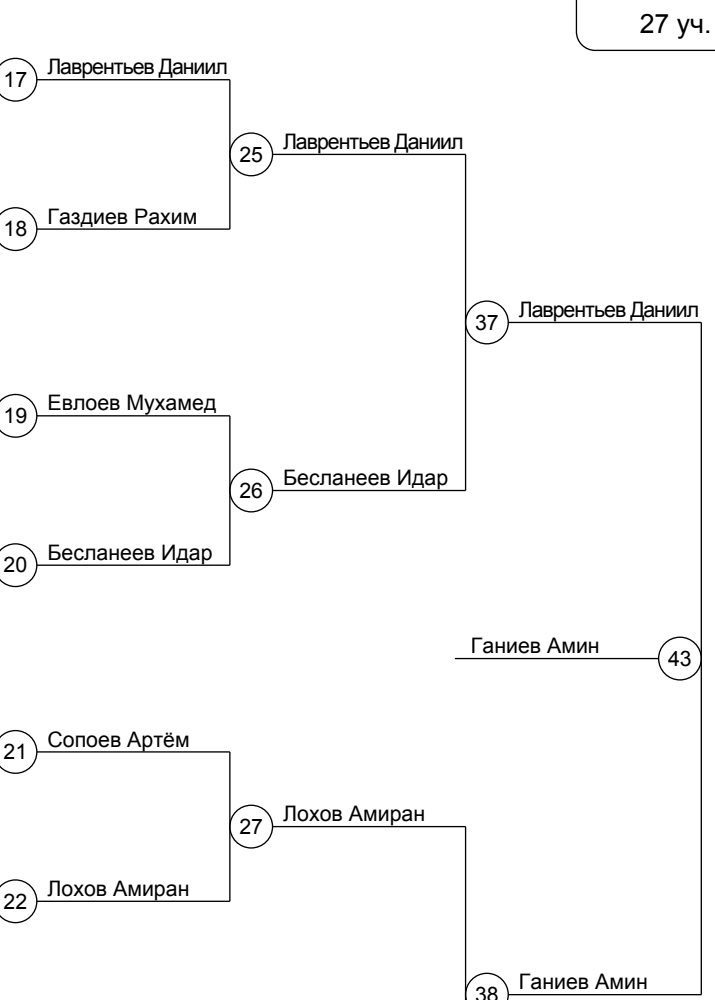 27 уч.
17 Лаврентьев Даниил
25 Лаврентьев Даниил
18 Газдиев Рахим
37 Лаврентьев Даниил
19 Евлоев Мухамед
26 Бесланеев Идар
20 Бесланеев Идар
Ганиев Амин 43
21 Сопоев Артём
27 Лохов Амиран
22 Лохов Амиран
38 Ганиев Амин